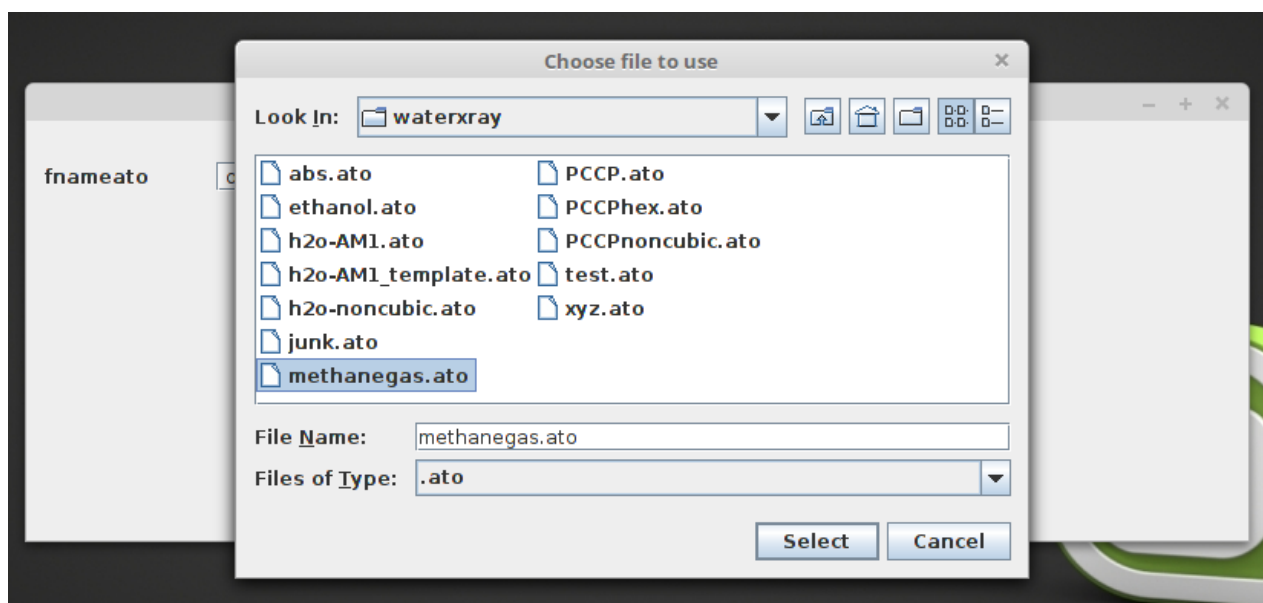 Choose file to use
Look In: waterxray
fnameato
abs.ato
ethanol.ato
h2o-AM1.ato
h2o-AM1_template.ato
h2o-noncubic.ato
junk.ato
methanegas.ato
PCCP.ato
PCCPhex.ato
PCCPnoncubic.ato
test.ato
xyz.ato
File Name: methanegas.ato
Files of Type: .ato
Select Cancel